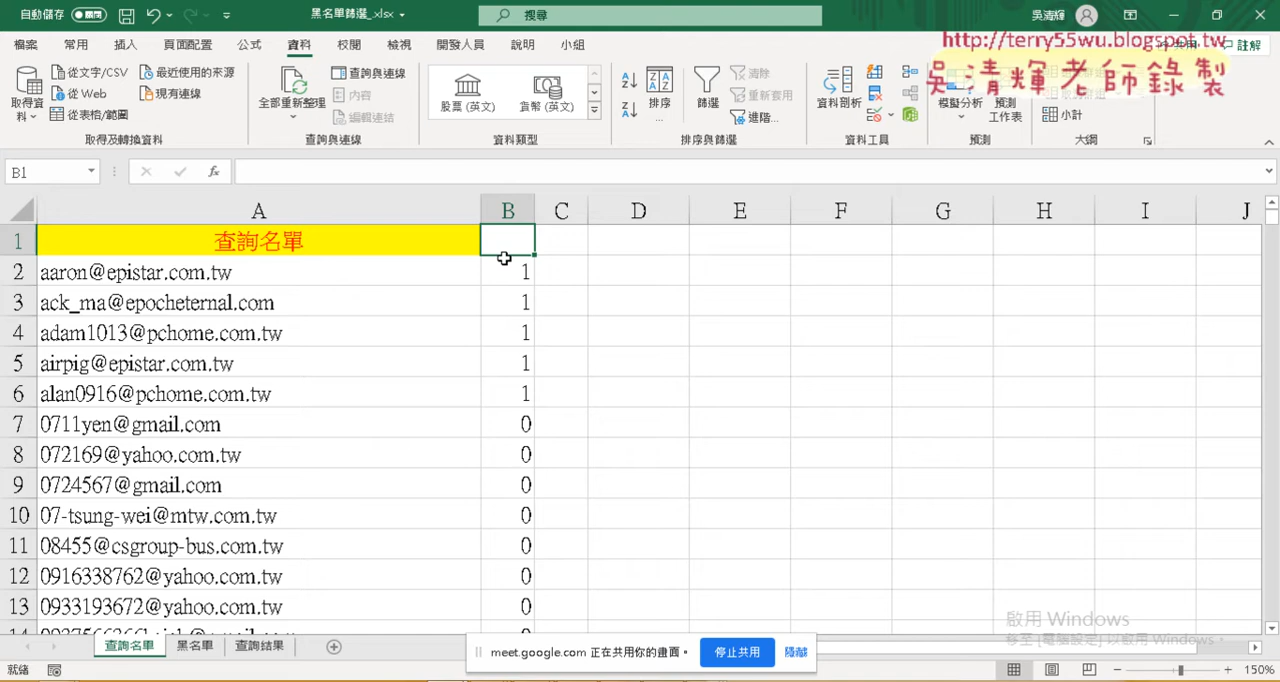 自動儲存 黑名單篩選_.xlsx 搜尋 吳清輝
檔案 常用 插入 頁面配置 公式 資料 校閱 檢視 開發人員 說明 小組 共用 註解
http://terry55wu.blogspot.tw
吳清輝老師錄製
取得資料 從文字/CSV 從 Web 從表格/範圍 最近使用的來源 現有連線
全部重新整理 查詢與連線 內容 編輯連結
股票 (英文) 貨幣 (英文)
排序 篩選 清除 重新套用 進階...
資料剖析 模擬分析 預測工作表 小計
取得及轉換資料 查詢與連線 資料類型 排序與篩選 資料工具 預測 大綱
B1 fx
A B C D E F G H I J
1 查詢名單
2 aaron@epistar.com.tw 1
3 ack_ma@epocheternal.com 1
4 adam1013@pchome.com.tw 1
5 airpig@epistar.com.tw 1
6 alan0916@pchome.com.tw 1
7 0711yen@gmail.com 0
8 072169@yahoo.com.tw 0
9 0724567@gmail.com 0
10 07-tsung-wei@mtw.com.tw 0
11 08455@csgroup-bus.com.tw 0
12 0916338762@yahoo.com.tw 0
13 0933193672@yahoo.com.tw 0
啟用 Windows
移至 [電腦設定] 以啟用 Windows。
查詢名單 黑名單 查詢結果
meet.google.com 正在共用你的畫面。 停止共用 隱藏
就緒 150%